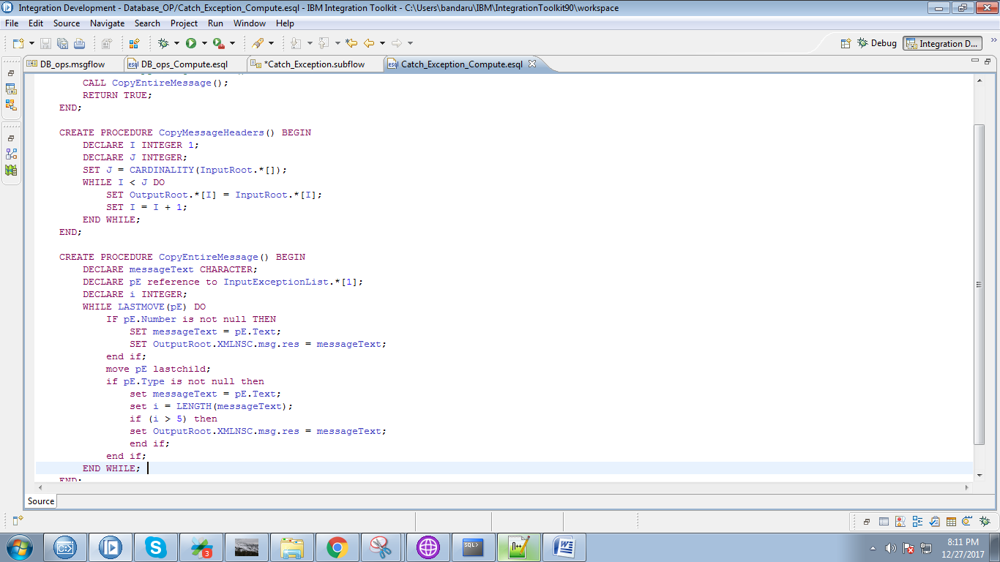 Integration Development - Database_OP/Catch_Exception_Compute.esql - IBM Integration Toolkit - C:\Users\bandaru\IBM\IntegrationToolkit90\workspace
File Edit Source Navigate Search Project Run Window Help
Debug Integration D... »
DB_ops.msgflow DB_ops_Compute.esql *Catch_Exception.subflow Catch_Exception_Compute.esql
CALL CopyEntireMessage();
RETURN TRUE;
END;
CREATE PROCEDURE CopyMessageHeaders() BEGIN
DECLARE I INTEGER 1;
DECLARE J INTEGER;
SET J = CARDINALITY(InputRoot.*[]);
WHILE I < J DO
SET OutputRoot.*[I] = InputRoot.*[I];
SET I = I + 1;
END WHILE;
END;
CREATE PROCEDURE CopyEntireMessage() BEGIN
DECLARE messageText CHARACTER;
DECLARE pE reference to InputExceptionList.*[1];
DECLARE i INTEGER;
WHILE LASTMOVE(pE) DO
IF pE.Number is not null THEN
SET messageText = pE.Text;
SET OutputRoot.XMLNSC.msg.res = messageText;
end if;
move pE lastchild;
if pE.Type is not null then
set messageText = pE.Text;
set i = LENGTH(messageText);
if (i > 5) then
set OutputRoot.XMLNSC.msg.res = messageText;
end if;
end if;
END WHILE;
END;
Source
8:11 PM
12/27/2017